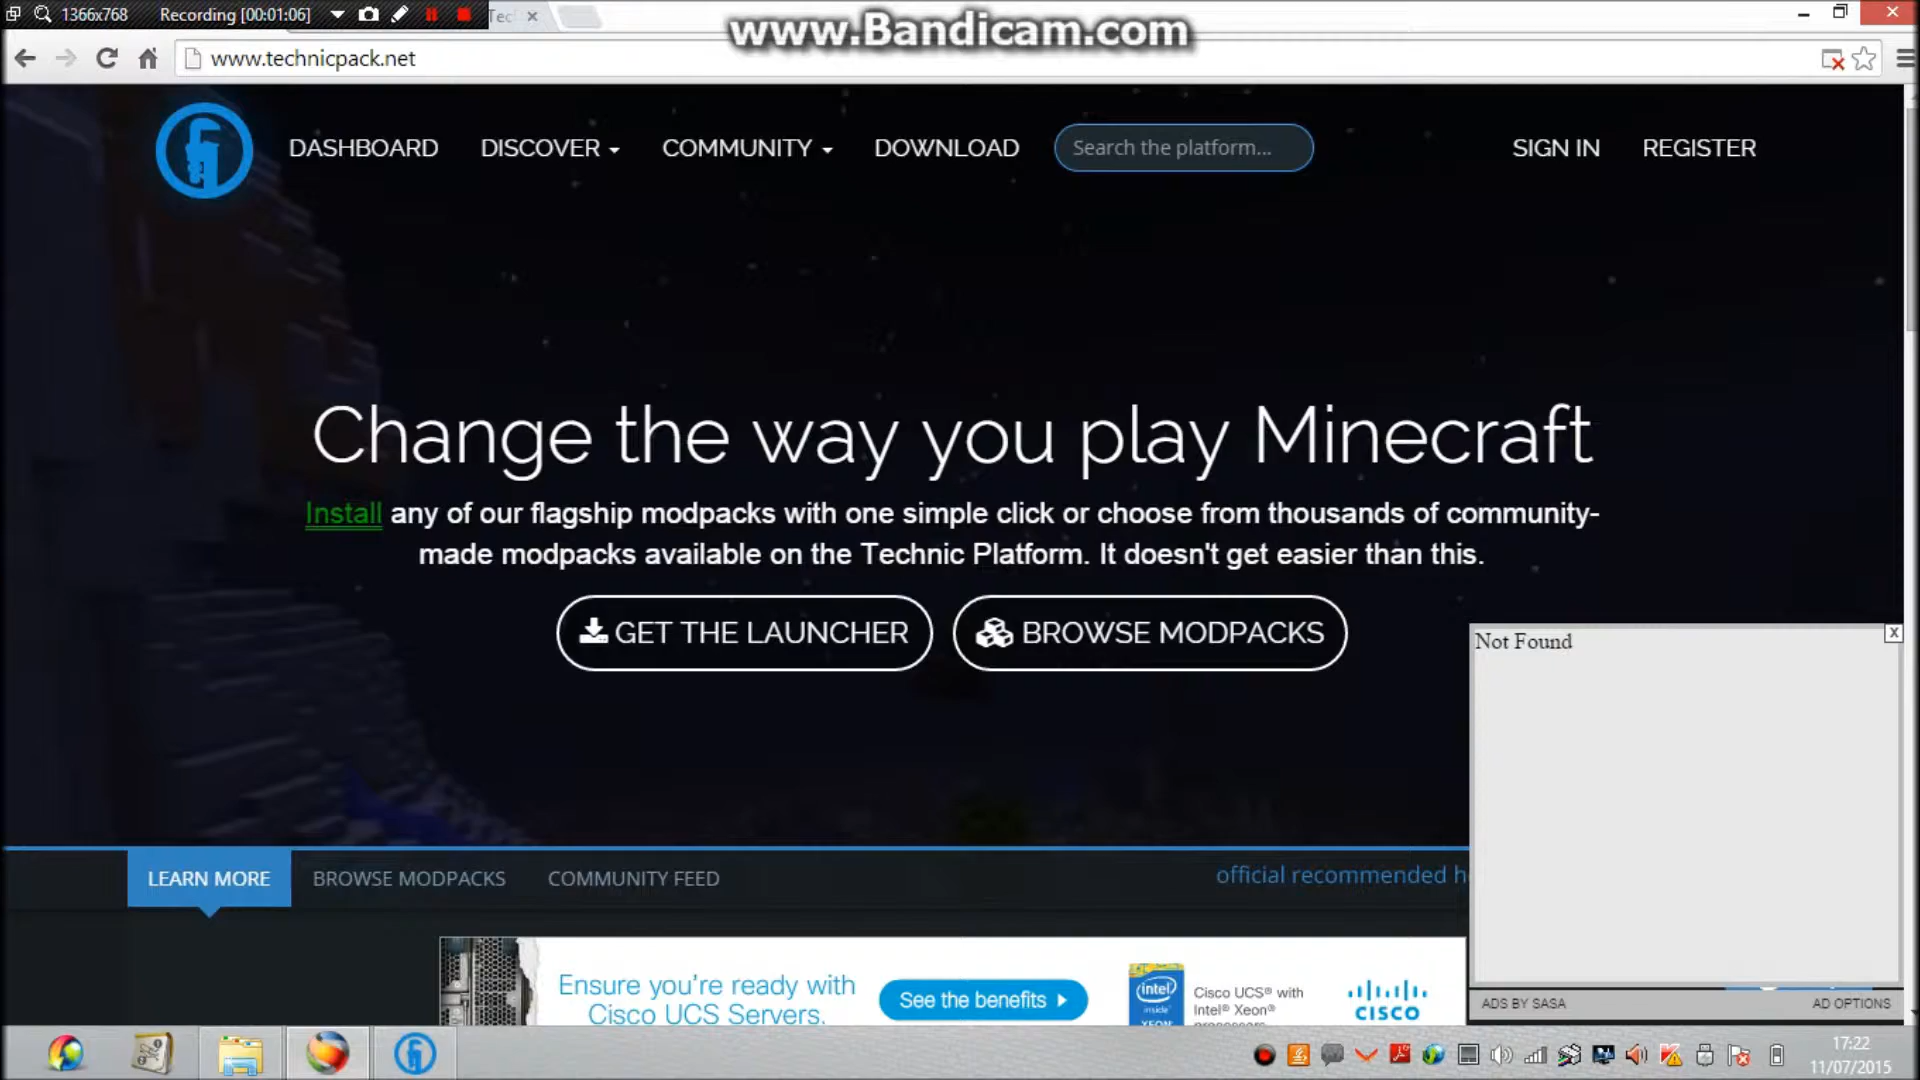 1366x768 Recording [00:01:06] Tec
www.Bandicam.com
www.technicpack.net
DASHBOARD DISCOVER COMMUNITY DOWNLOAD Search the platform... SIGN IN REGISTER
Change the way you play Minecraft
Install any of our flagship modpacks with one simple click or choose from thousands of community-
made modpacks available on the Technic Platform. It doesn't get easier than this.
GET THE LAUNCHER BROWSE MODPACKS
Not Found
X
LEARN MORE BROWSE MODPACKS COMMUNITY FEED official recommended h
Ensure you're ready with
Cisco UCS Servers.
See the benefits
intel
inside
XEON
Cisco UCS® with
Intel® Xeon®
processors
CISCO
ADS BY SASA AD OPTIONS
17:22
11/07/2015